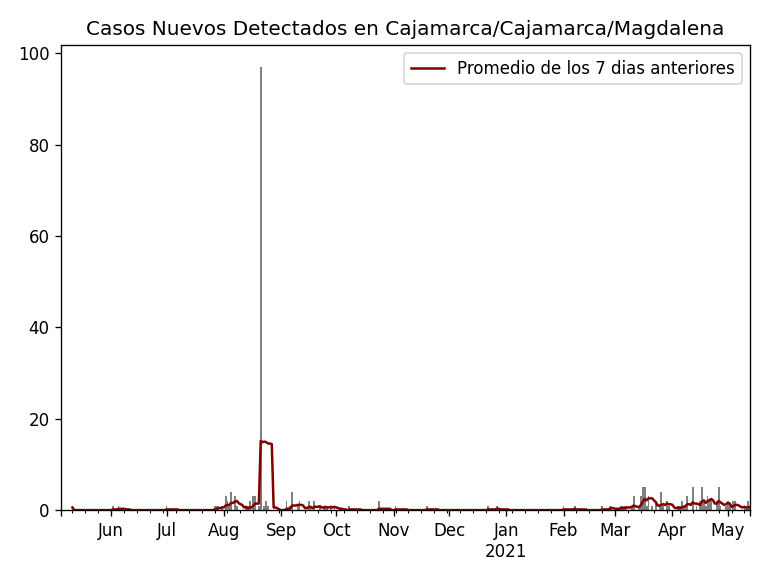 Casos Nuevos Detectados en Cajamarca/Cajamarca/Magdalena
Promedio de los 7 dias anteriores
100
80
60
40
20
0
Jun Jul Aug Sep Oct Nov Dec Jan Feb Mar Apr May
2021